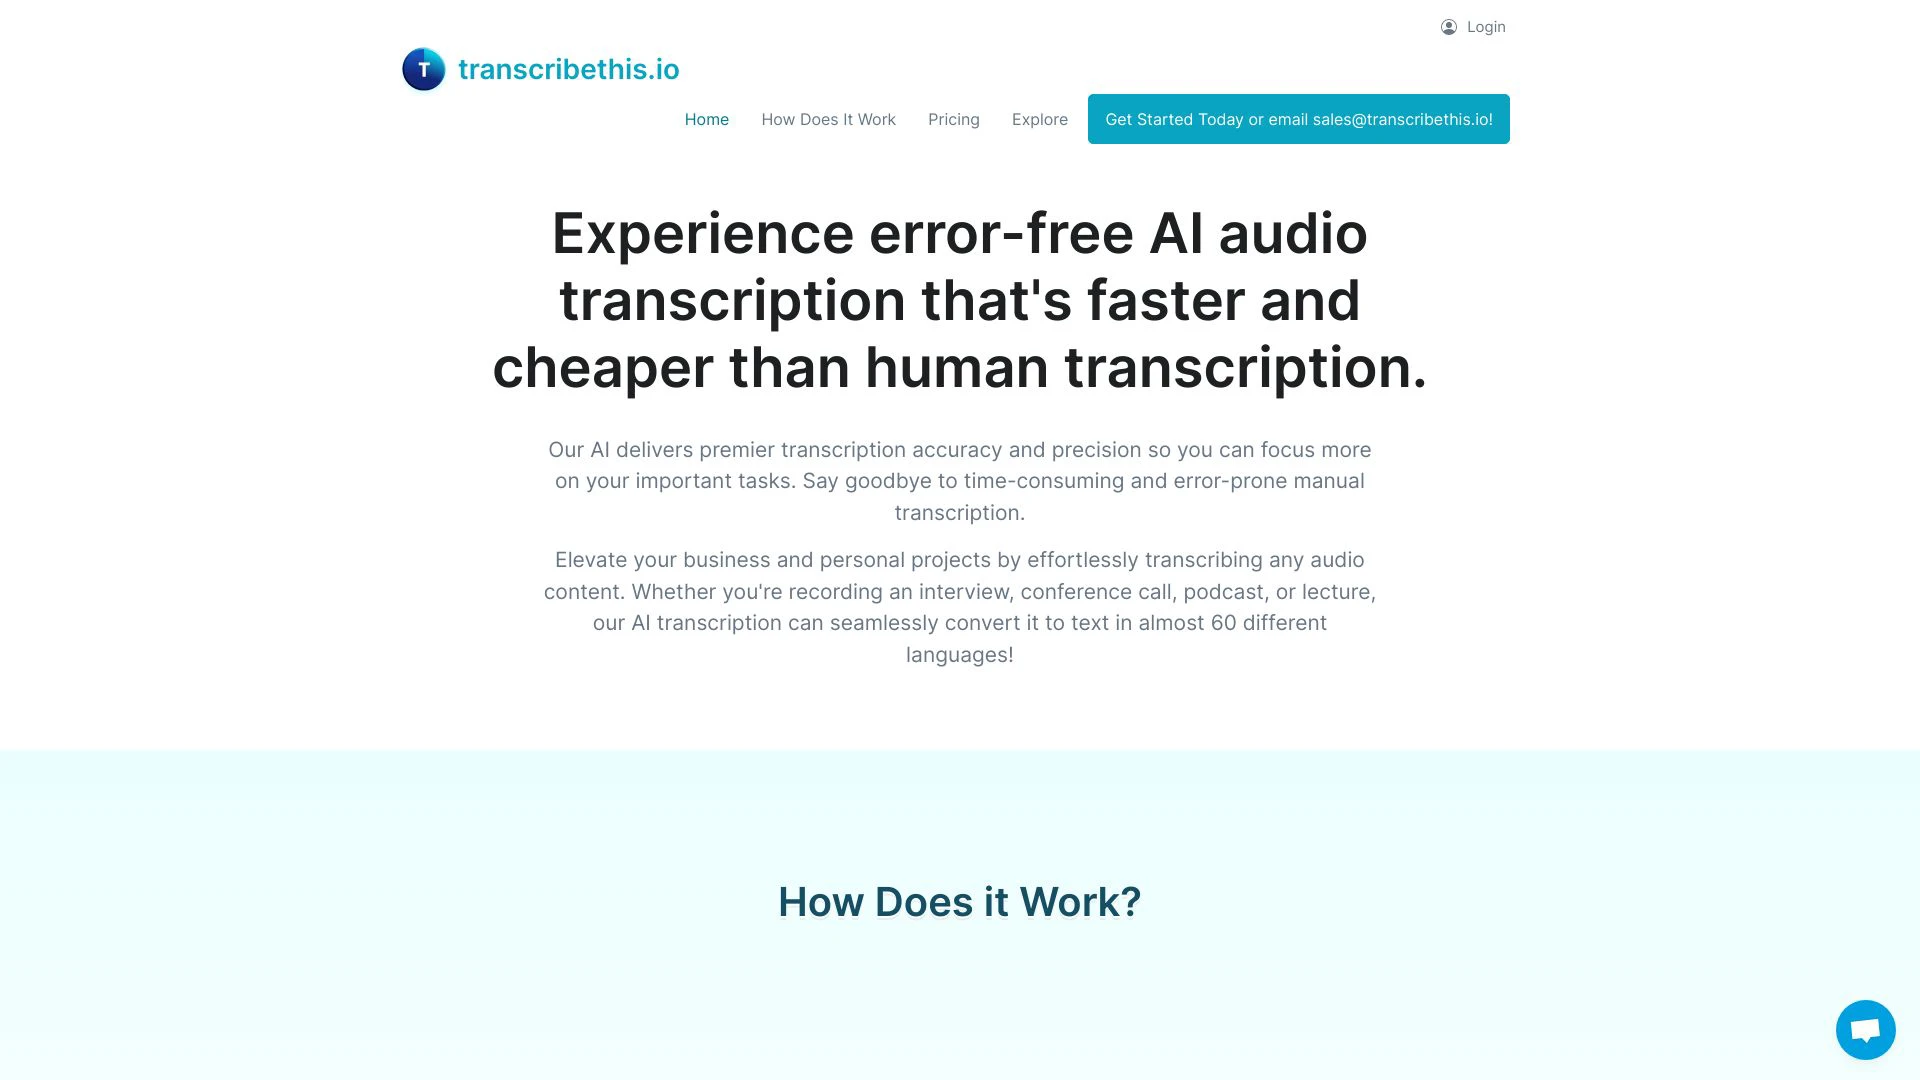 Login
T
transcribethis.io
Home
How Does It Work
Pricing
Explore
Get Started Today or email sales@transcribethis.io!
Experience error-free AI audio
transcription that's faster and
cheaper than human transcription.
Our AI delivers premier transcription accuracy and precision so you can focus more
on your important tasks. Say goodbye to time-consuming and error-prone manual
transcription.
Elevate your business and personal projects by effortlessly transcribing any audio
content. Whether you're recording an interview, conference call, podcast, or lecture,
our AI transcription can seamlessly convert it to text in almost 60 different
languages!
How Does it Work?